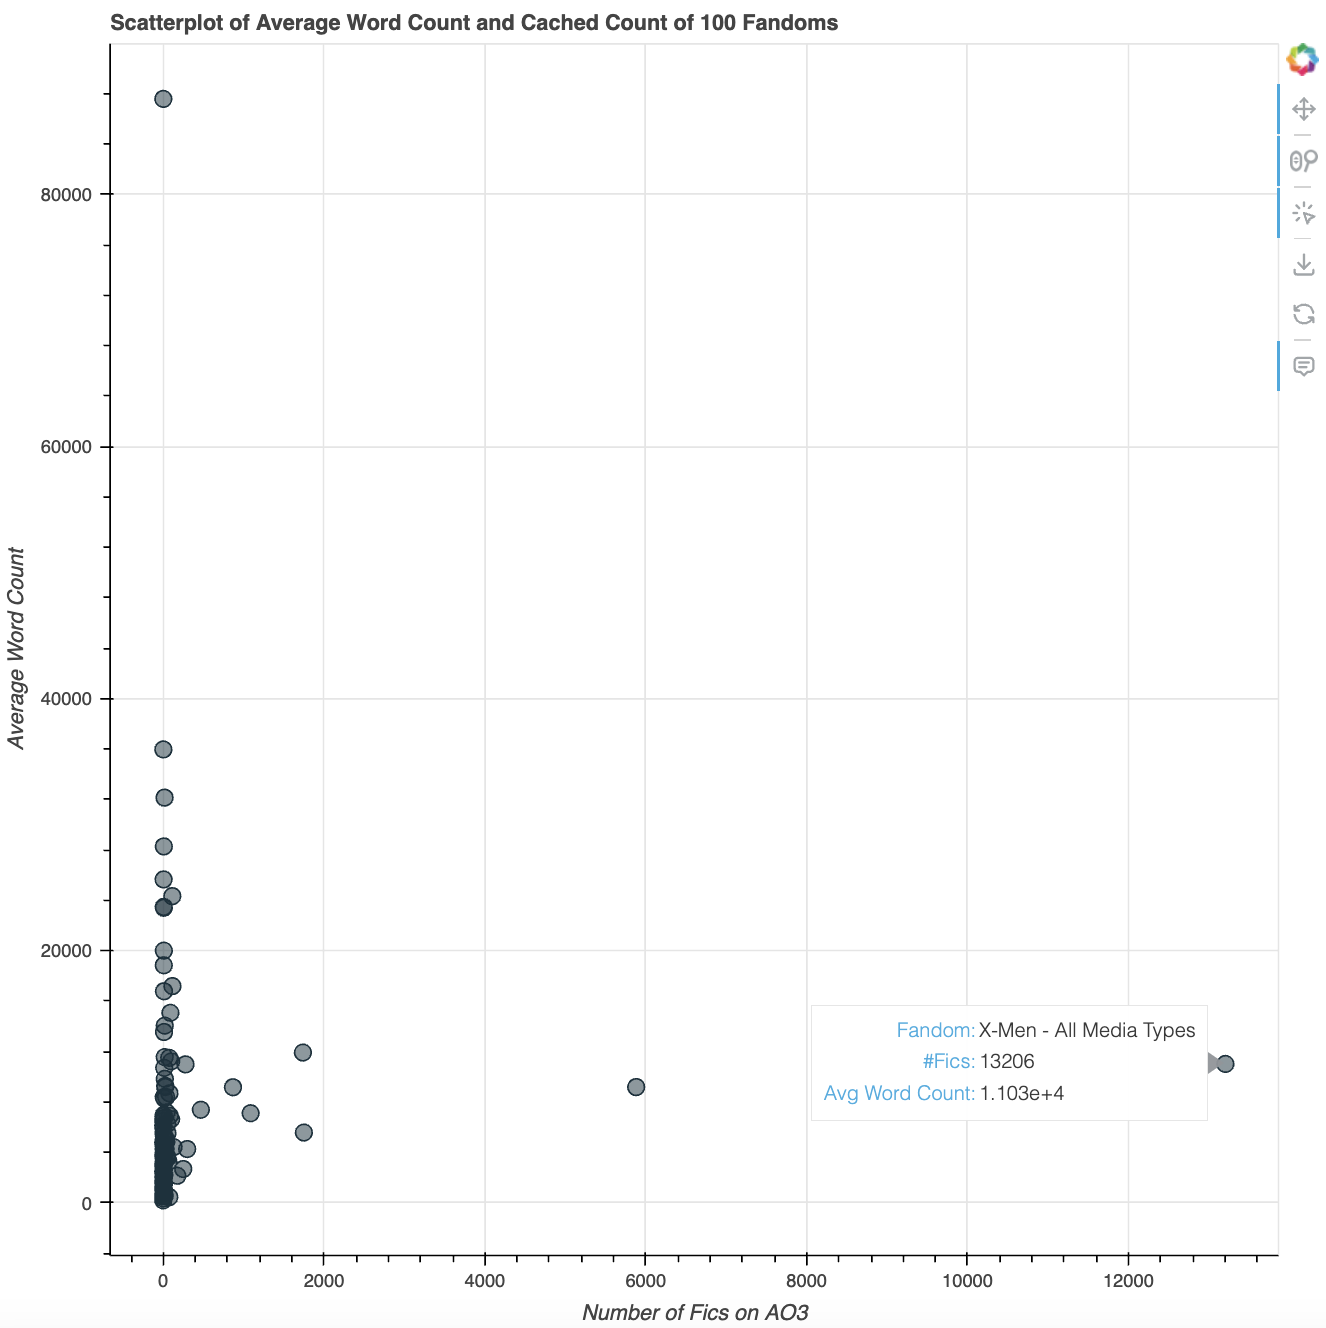 Scatterplot of Average Word Count and Cached Count of 100 Fandoms
80000
60000
40000
20000
0
Average Word Count
Fandom: X-Men - All Media Types
#Fics: 13206
Avg Word Count: 1.103e+4
0 2000 4000 6000 8000 10000 12000
Number of Fics on AO3